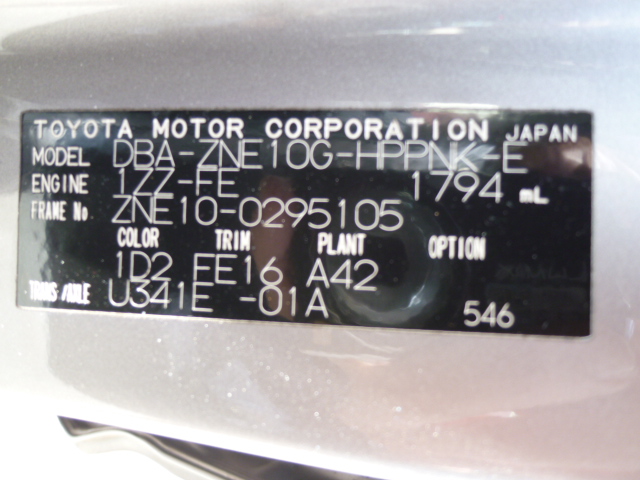 TOYOTA MOTOR CORPORATION JAPAN
MODEL DBA-ZNE10G-HPPNK-E
ENGINE 1ZZ-FE 1794 mL
FRAME No. ZNE10-0295105
COLOR TRIM PLANT OPTION
1D2 FE16 A42
TRANS/AXLE U341E -01A 546